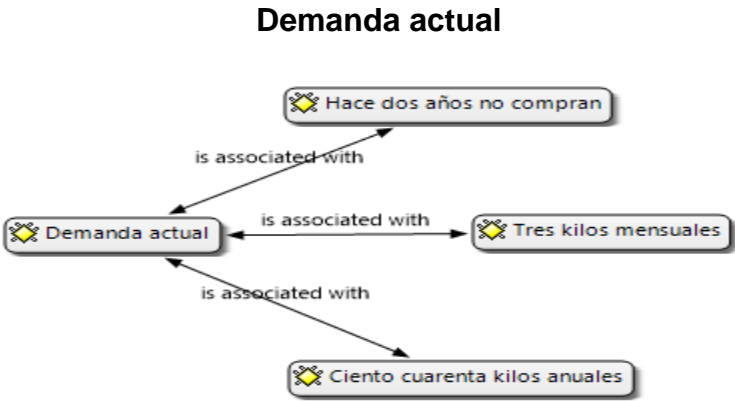 Demanda actual
Hace dos años no compran
is associated with
is associated with
Demanda actual
Tres kilos mensuales
is associated with
Ciento cuarenta kilos anuales